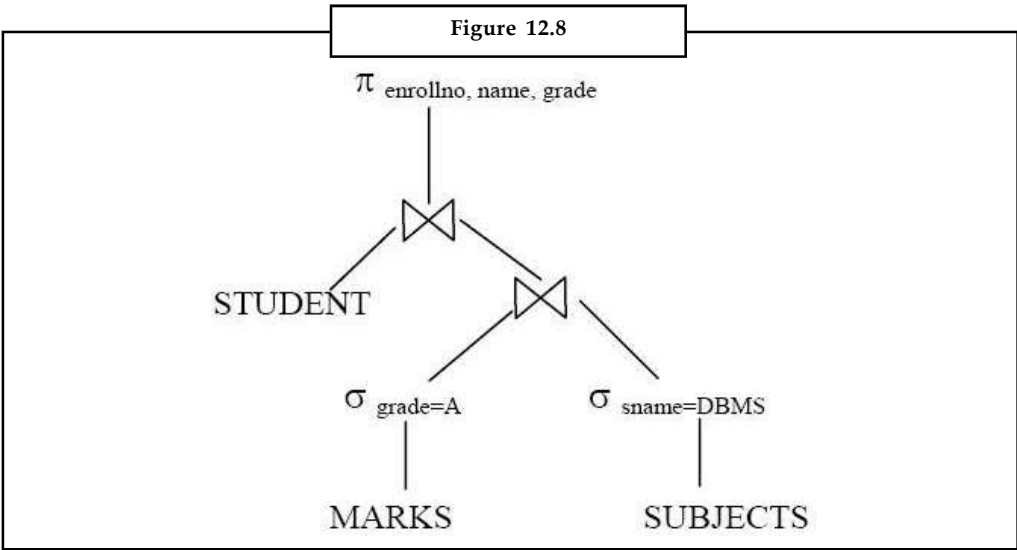 Figure 12.8
π enrollno, name, grade
STUDENT
σ grade=A
σ sname=DBMS
MARKS
SUBJECTS